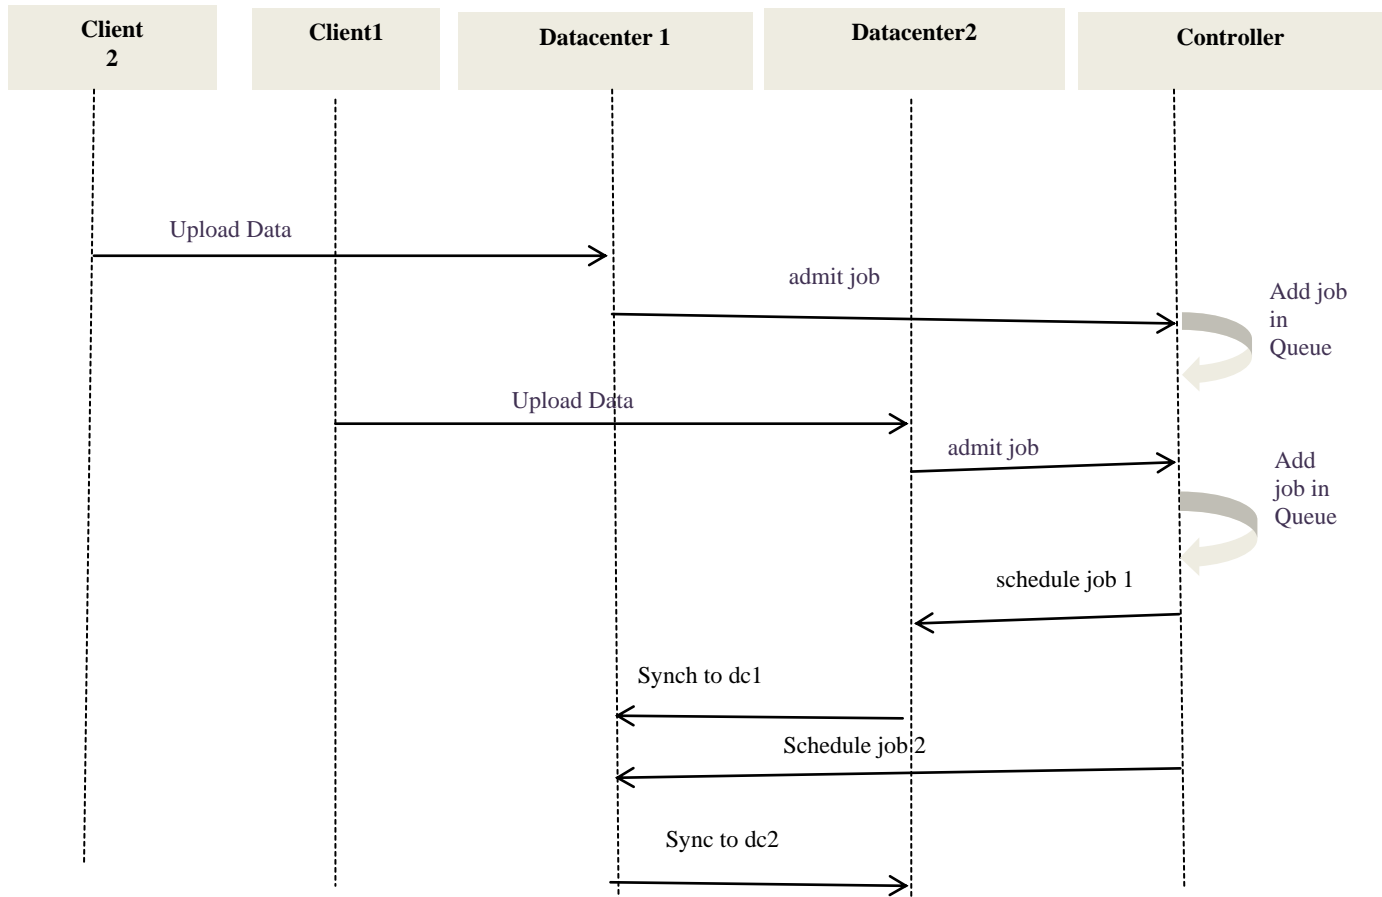 Client
2
Client1
Datacenter 1
Datacenter2
Controller
Upload Data
admit job
Add job
in
Queue
Upload Data
admit job
Add
job in
Queue
schedule job 1
Synch to dc1
Schedule job 2
Sync to dc2